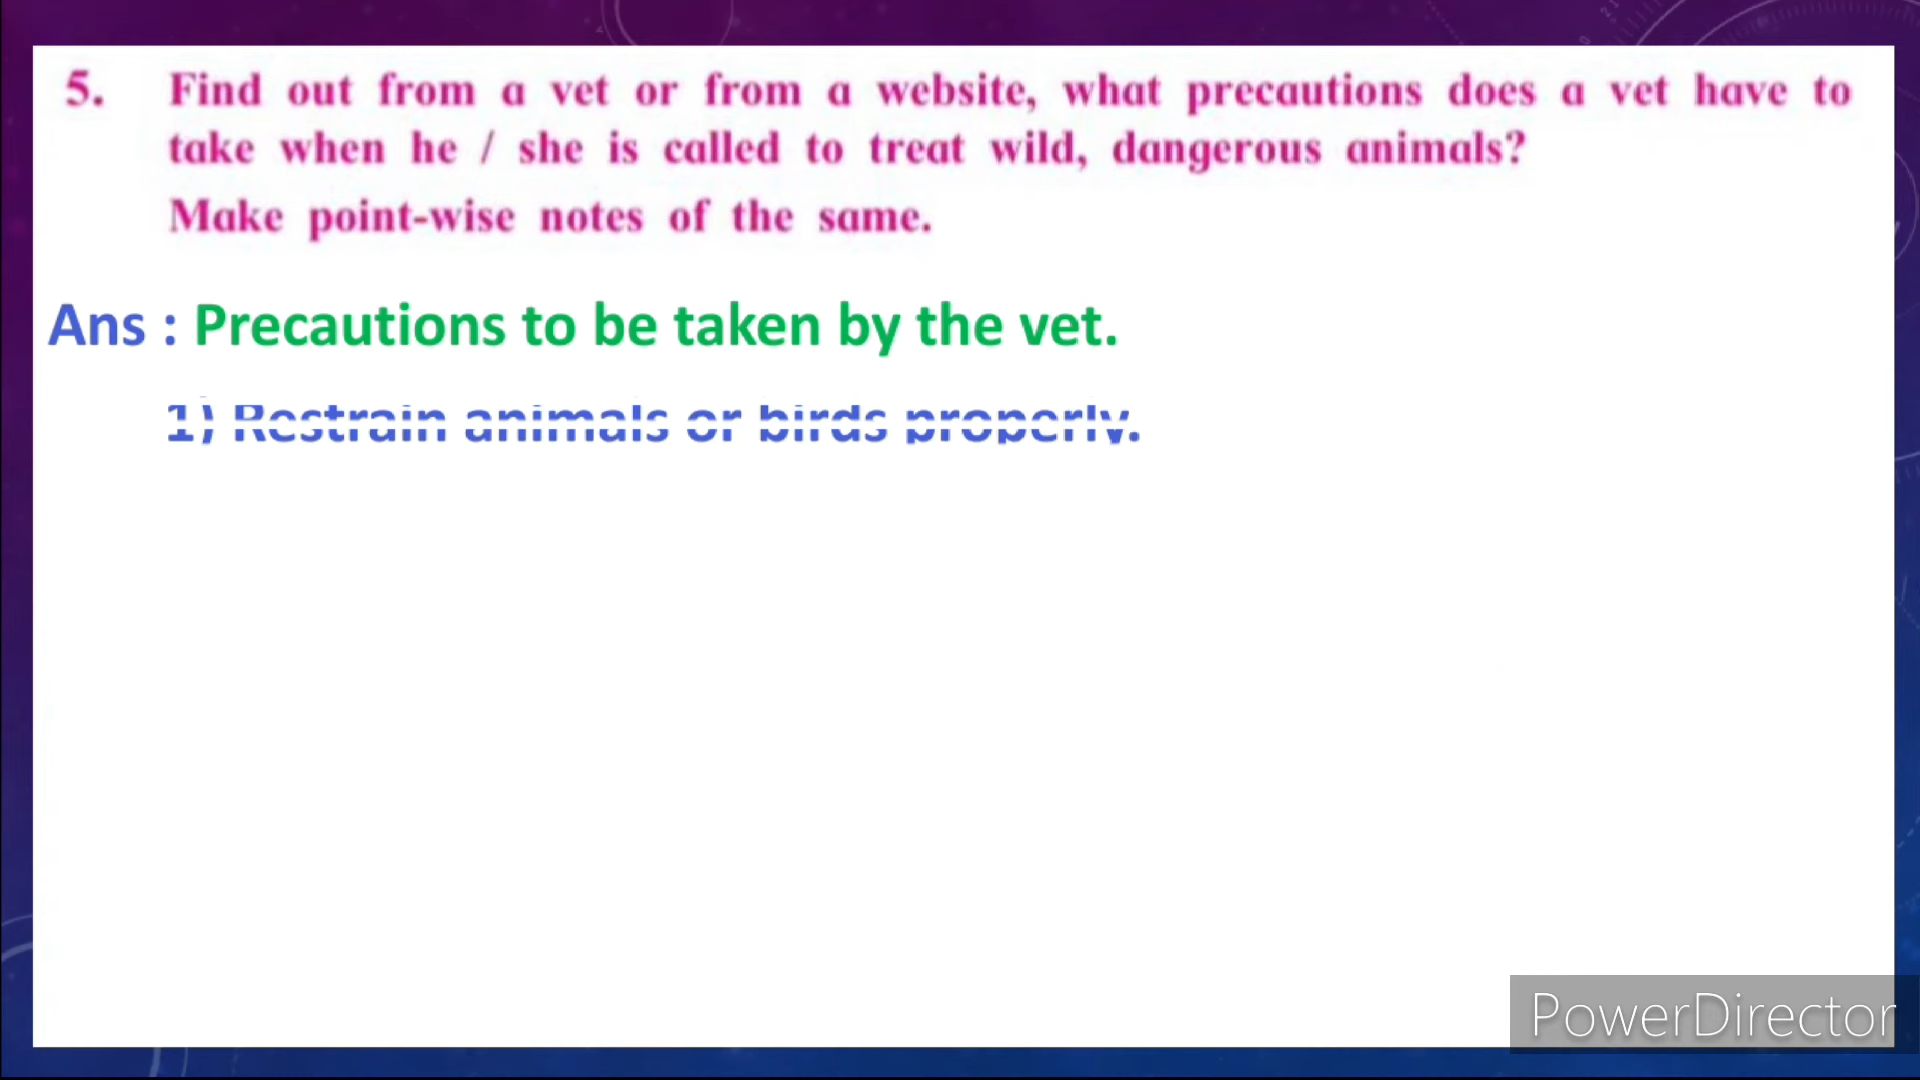 5. Find out from a vet or from a website, what precautions does a vet have to
take when he / she is called to treat wild, dangerous animals?
Make point-wise notes of the same.
Ans : Precautions to be taken by the vet.
1) Restrain animals or birds properly.
PowerDirector